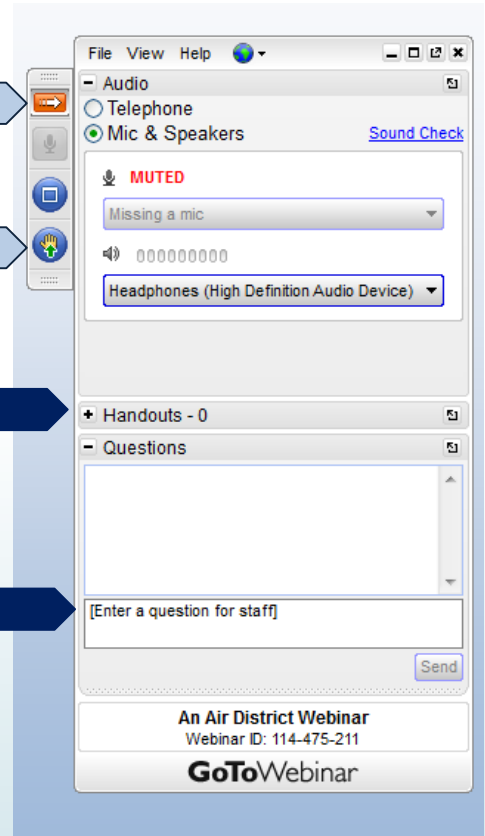 File View Help
Audio
Telephone
Mic & Speakers Sound Check
MUTED
Missing a mic
000000000
Headphones (High Definition Audio Device)
Handouts - 0
Questions
[Enter a question for staff]
Send
An Air District Webinar
Webinar ID: 114-475-211
GoToWebinar